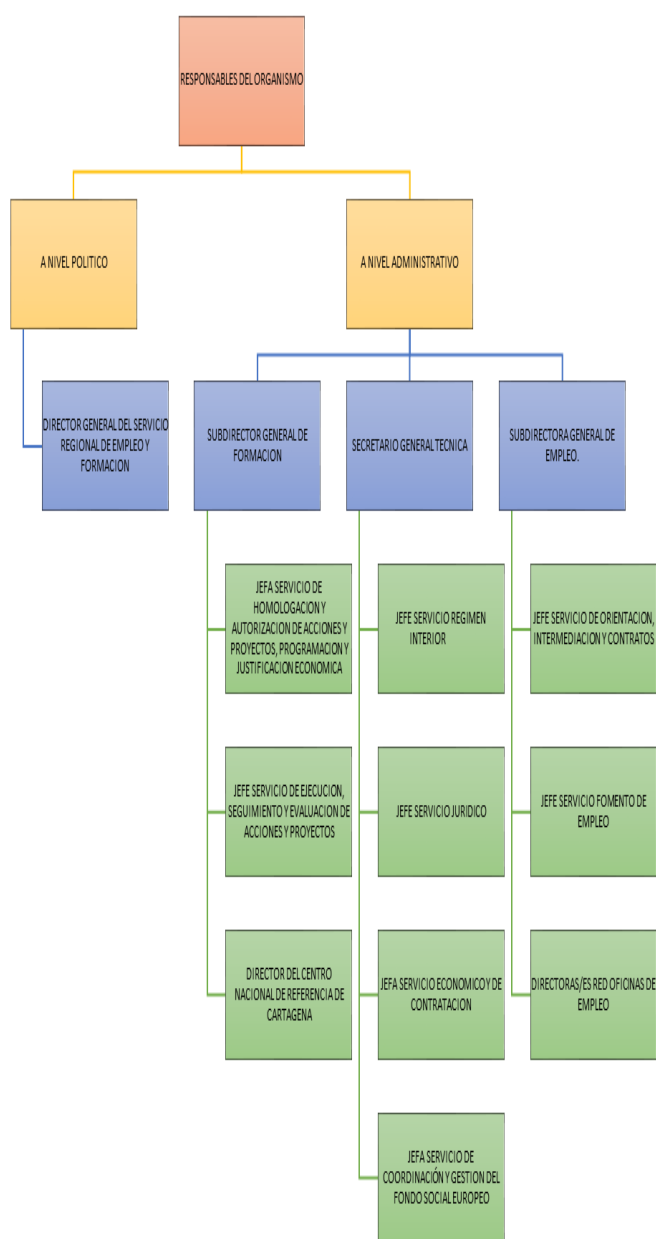 RESPONSABLES DEL ORGANISMO
A NIVEL POLITICO
A NIVEL ADMINISTRATIVO
DIRECTOR GENERAL DEL SERVICIO
REGIONAL DE EMPLEO Y
FORMACION
SUBDIRECTOR GENERAL DE
FORMACION
SECRETARIO GENERAL TECNICA
SUBDIRECTORA GENERAL DE
EMPLEO.
JEFA SERVICIO DE
HOMOLOGACION Y
AUTORIZACION DE ACCIONES Y
PROYECTOS, PROGRAMACION Y
JUSTIFICACION ECONOMICA
JEFE SERVICIO REGIMEN
INTERIOR
JEFE SERVICIO DE ORIENTACION,
INTERMEDIACION Y CONTRATOS
JEFE SERVICIO DE EJECUCION,
SEGUIMIENTO Y EVALUACION DE
ACCIONES Y PROYECTOS
JEFE SERVICIO JURIDICO
JEFE SERVICIO FOMENTO DE
EMPLEO
DIRECTOR DEL CENTRO
NACIONAL DE REFERENCIA DE
CARTAGENA
JEFA SERVICIO ECONOMICO Y DE
CONTRATACION
DIRECTORAS/ES RED OFICINAS DE
EMPLEO
JEFA SERVICIO DE
COORDINACIÓN Y GESTION DEL
FONDO SOCIAL EUROPEO